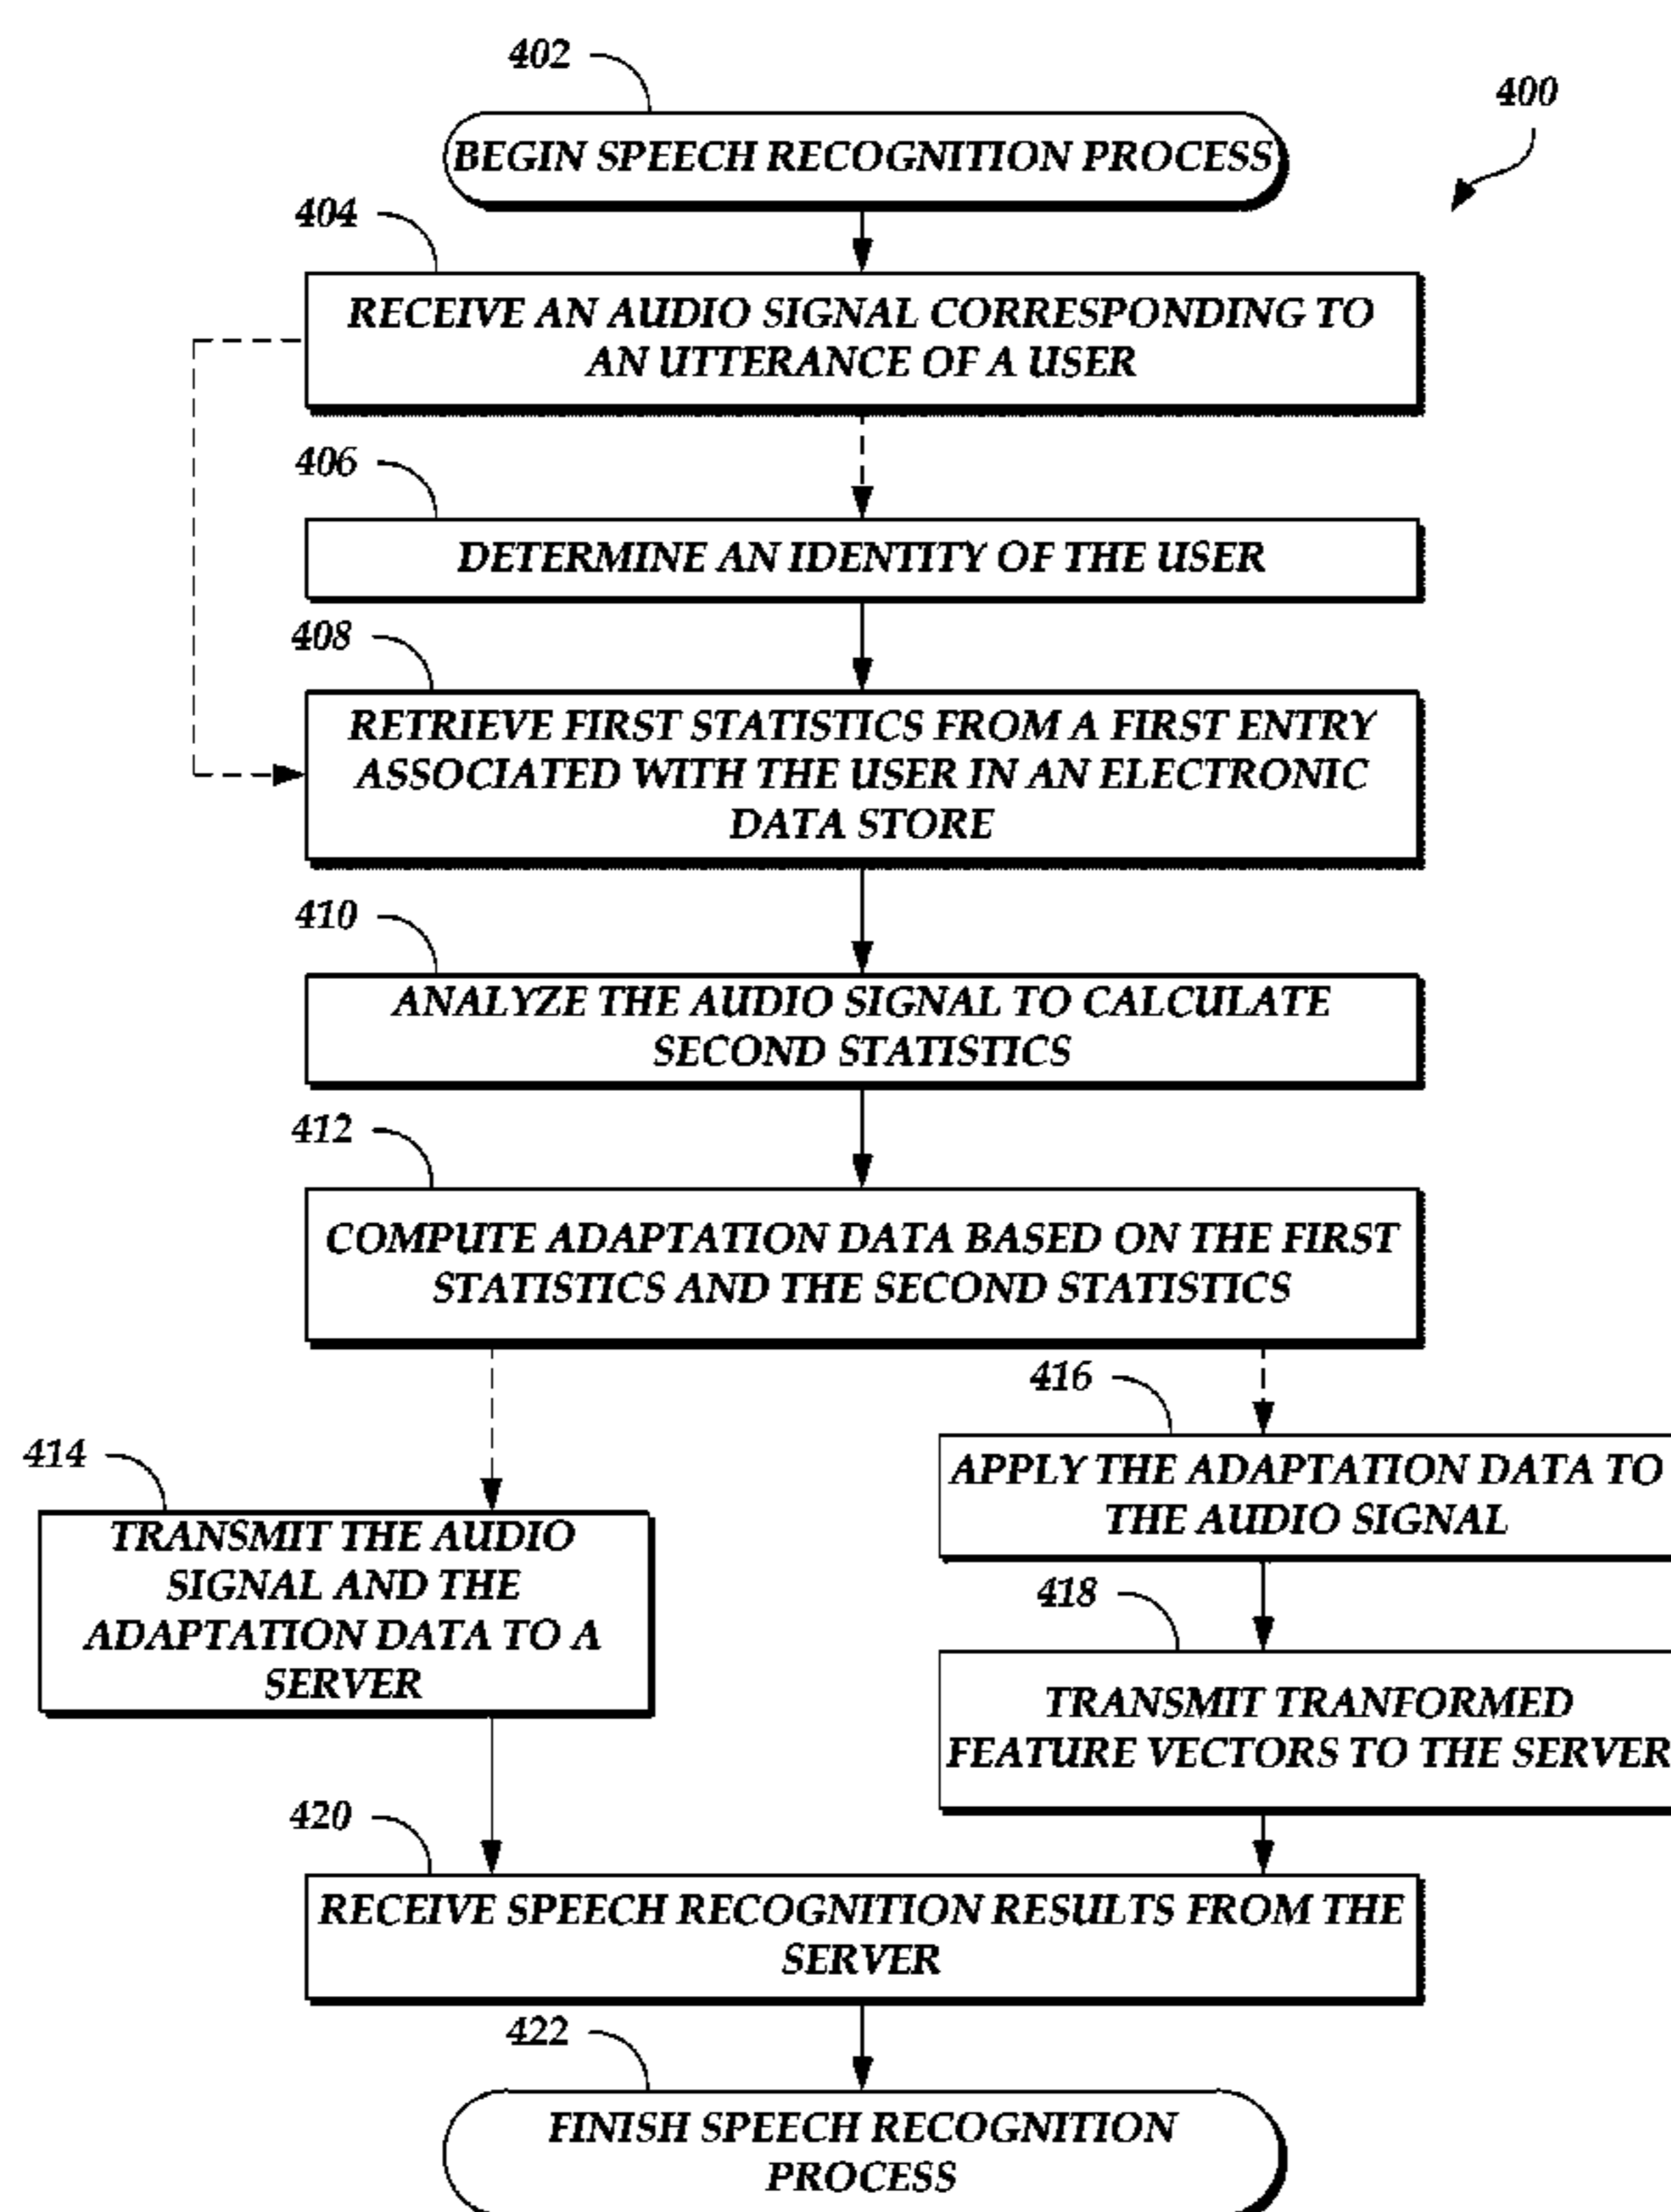 402
400
BEGIN SPEECH RECOGNITION PROCESS
404
RECEIVE AN AUDIO SIGNAL CORRESPONDING TO
AN UTTERANCE OF A USER
406
DETERMINE AN IDENTITY OF THE USER
408
RETRIEVE FIRST STATISTICS FROM A FIRST ENTRY
ASSOCIATED WITH THE USER IN AN ELECTRONIC
DATA STORE
410
ANALYZE THE AUDIO SIGNAL TO CALCULATE
SECOND STATISTICS
412
COMPUTE ADAPTATION DATA BASED ON THE FIRST
STATISTICS AND THE SECOND STATISTICS
414
TRANSMIT THE AUDIO
SIGNAL AND THE
ADAPTATION DATA TO A
SERVER
416
APPLY THE ADAPTATION DATA TO
THE AUDIO SIGNAL
418
TRANSMIT TRANFORMED
FEATURE VECTORS TO THE SERVER
420
RECEIVE SPEECH RECOGNITION RESULTS FROM THE
SERVER
422
FINISH SPEECH RECOGNITION
PROCESS